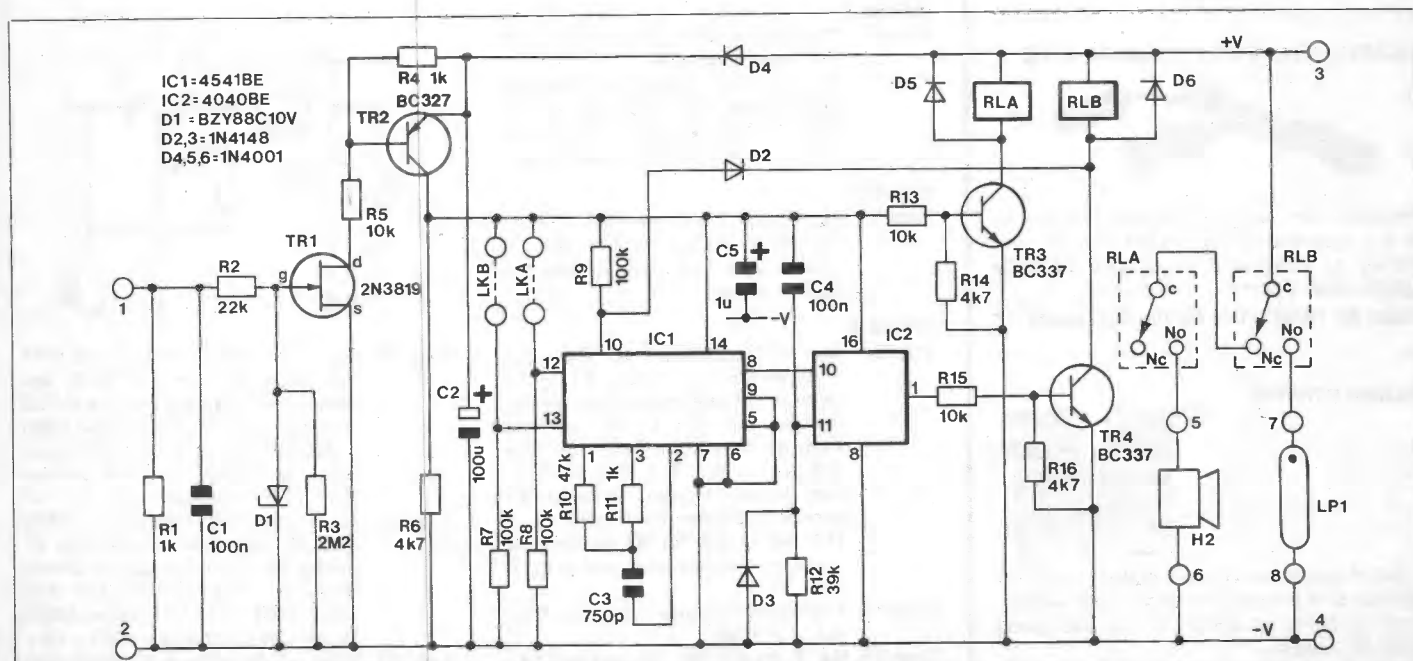 IC1=4541BE
IC2=4040BE
D1=BZY88C10V
D2,3=1N4148
D4,5,6=1N4001
R4 1k
BC327
TR2
D4
D5
RLA
RLB
D6
+V
3
R5
10k
D2
TR1
g
d
s
2N3819
R2
22k
1
LKB
LKA
R9
100k
C5
+
1u
-V
C4
100n
R13
10k
TR3
BC337
R14
4k7
RLA
c
No
Nc
RLB
c
No
Nc
IC1
10
14
12
13
8
9
5
1
3
2
7
6
IC2
16
10
11
1
8
R15
10k
TR4
BC337
R16
4k7
5
7
H2
LP1
6
8
C2
+
100u
R1
1k
C1
100n
D1
R3
2M2
R6
4k7
R7
100k
R8
100k
R10
47k
R11
1k
C3
750p
D3
R12
39k
2
-V
4